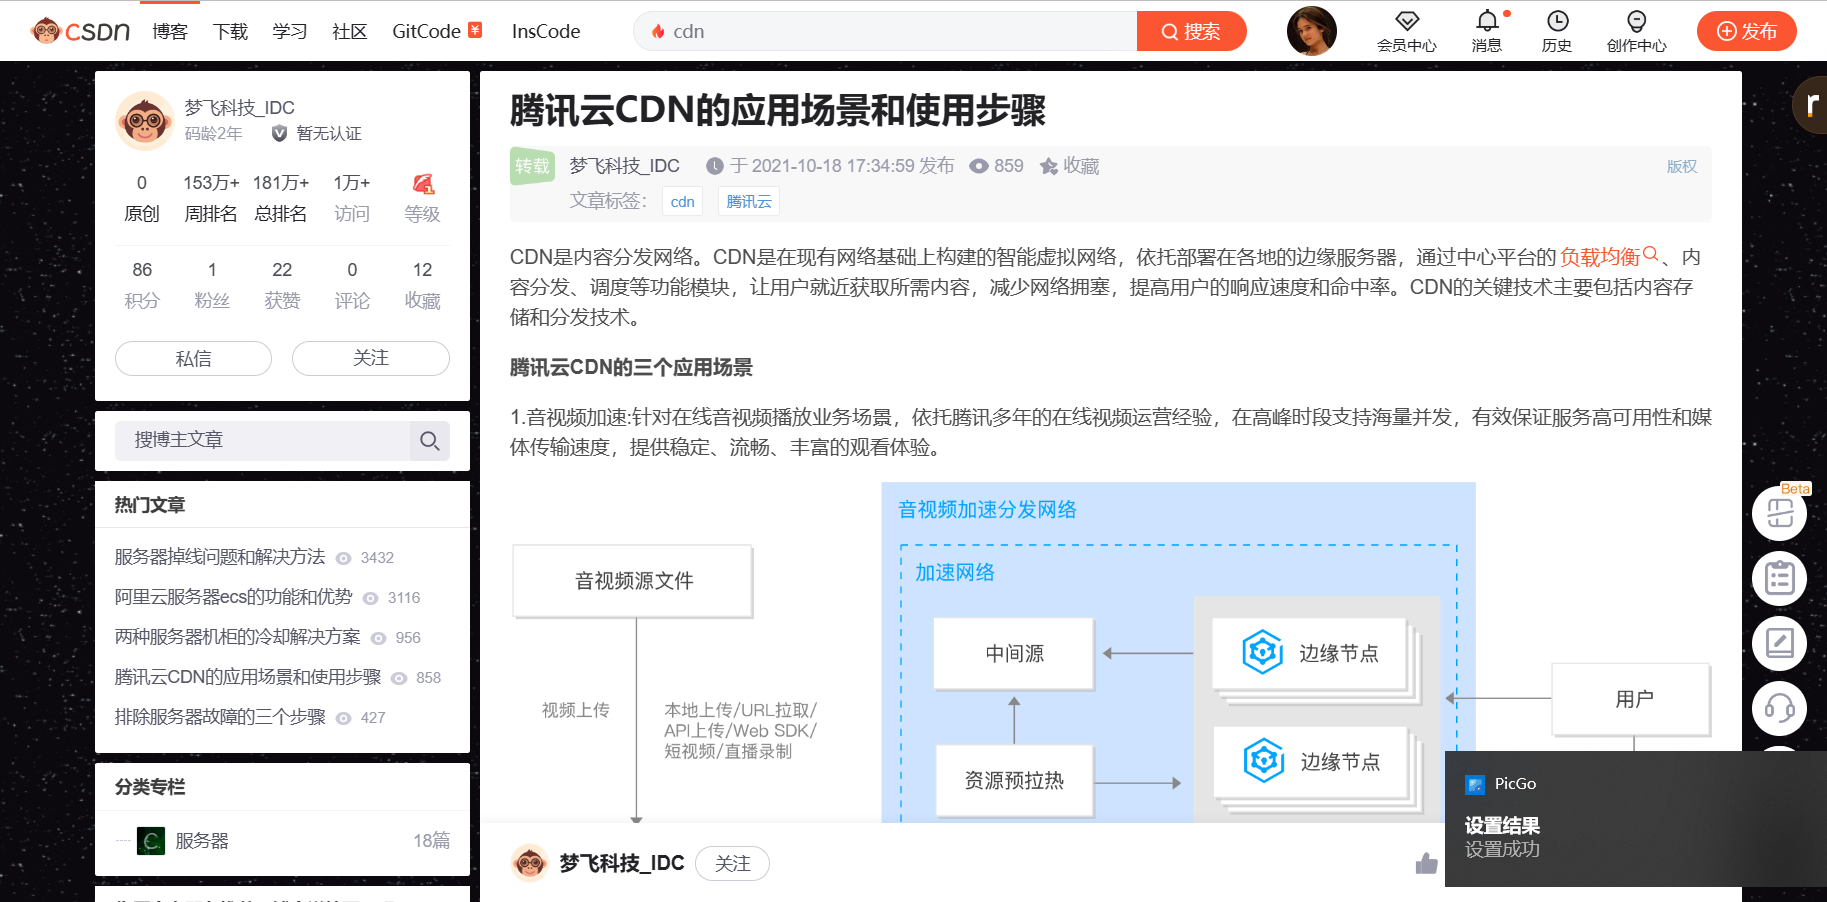 CSDN 博客 下载 学习 社区 GitCode ¥ InsCode cdn 搜索 会员中心 消息 历史 创作中心 发布
梦飞科技_IDC
码龄2年 暂无认证
0 153万+ 181万+ 1万+
原创 周排名 总排名 访问 等级
86 1 22 0 12
积分 粉丝 获赞 评论 收藏
私信 关注
搜博主文章
热门文章
服务器掉线问题和解决方法 3432
阿里云服务器ecs的功能和优势 3116
两种服务器机柜的冷却解决方案 956
腾讯云CDN的应用场景和使用步骤 858
排除服务器故障的三个步骤 427
分类专栏
C 服务器 18篇
腾讯云CDN的应用场景和使用步骤
转载 梦飞科技_IDC 于 2021-10-18 17:34:59 发布 859 收藏 版权
文章标签： cdn 腾讯云
CDN是内容分发网络。CDN是在现有网络基础上构建的智能虚拟网络，依托部署在各地的边缘服务器，通过中心平台的 负载均衡 、内
容分发、调度等功能模块，让用户就近获取所需内容，减少网络拥塞，提高用户的响应速度和命中率。CDN的关键技术主要包括内容存
储和分发技术。
腾讯云CDN的三个应用场景
1.音视频加速:针对在线音视频播放业务场景，依托腾讯多年的在线视频运营经验，在高峰时段支持海量并发，有效保证服务高可用性和媒
体传输速度，提供稳定、流畅、丰富的观看体验。
音视频加速分发网络
加速网络
音视频源文件
中间源
边缘节点
用户
视频上传
本地上传/URL拉取/
API上传/Web SDK/
短视频/直播录制
资源预拉热
边缘节点
梦飞科技_IDC 关注
Beta
r
PicGo
设置结果
设置成功